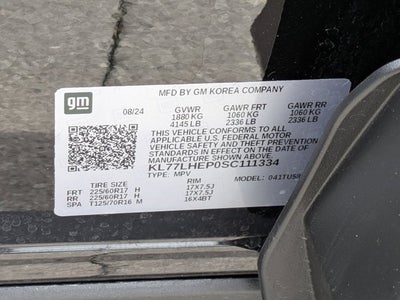 gm
MFD BY GM KOREA COMPANY
08/24 GVWR GAWR FRT GAWR RR
1880 KG 1060 KG 1060 KG
4145 LB 2336 LB 2336 LB
THIS VEHICLE CONFORMS TO ALL
APPLICABLE U.S. FEDERAL MOTOR
VEHICLE SAFETY AND THEFT PREVENTION
STANDARDS IN EFFECT ON THE DATE OF
MANUFACTURE SHOWN ABOVE.
KL77LHEP0SC111334
TYPE: MPV MODEL:
TIRE SIZE RIM
FRT 225/60R17 H 17X7.5J
RR 225/60R17 H 17X7.5J
SPA T125/70R16 M 16X4BT